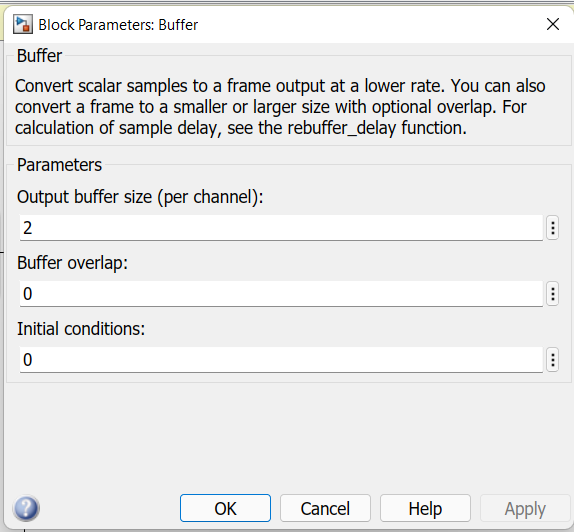 Block Parameters: Buffer
Buffer
Convert scalar samples to a frame output at a lower rate. You can also
convert a frame to a smaller or larger size with optional overlap. For
calculation of sample delay, see the rebuffer_delay function.
Parameters
Output buffer size (per channel):
2
Buffer overlap:
0
Initial conditions:
0
? OK Cancel Help Apply